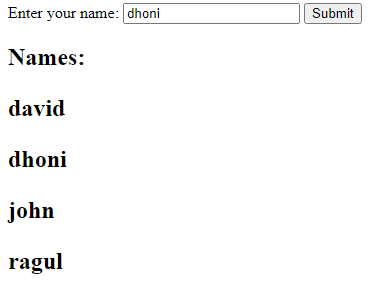 Enter your name: dhoni Submit
Names:
david
dhoni
john
ragul